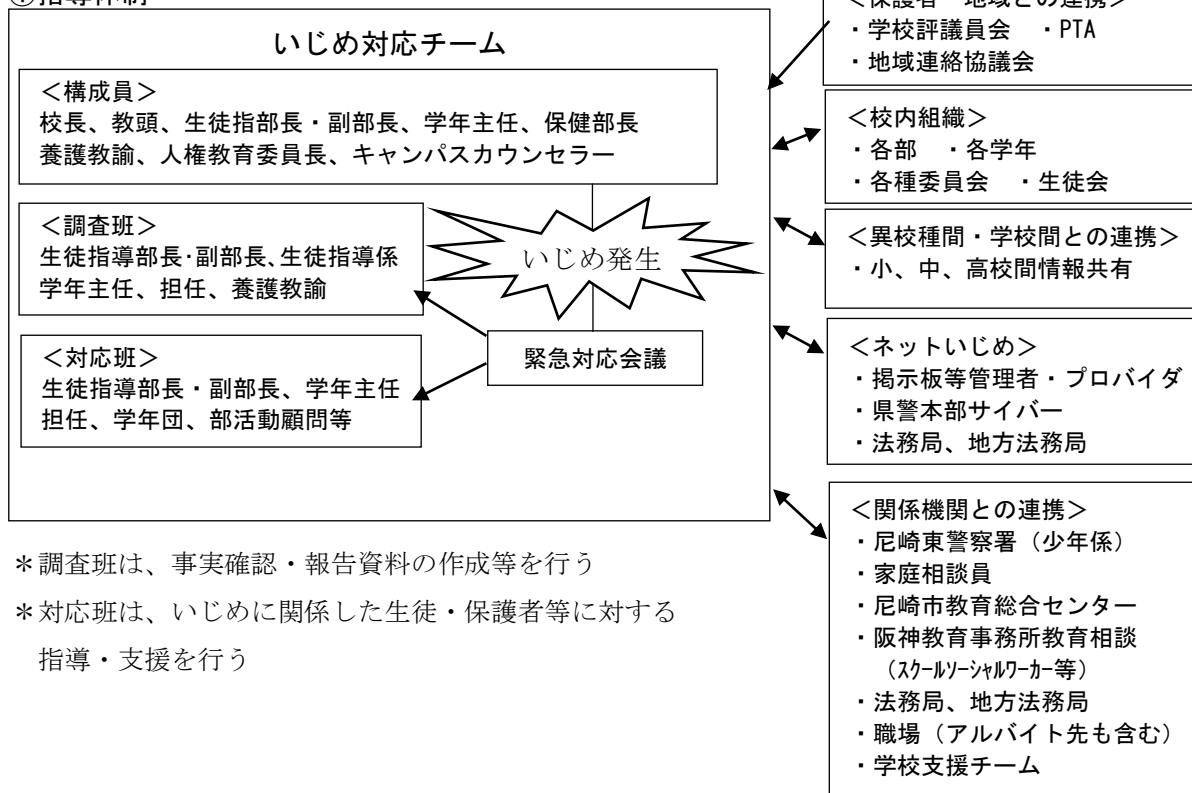 ①指導体制
いじめ対応チーム
＜構成員＞
校長、教頭、生徒指部長・副部長、学年主任、保健部長
養護教諭、人権教育委員長、キャンパスカウンセラー
＜調査班＞
生徒指導部長・副部長、生徒指導係
学年主任、担任、養護教諭
いじめ発生
緊急対応会議
＜対応班＞
生徒指導部長・副部長、学年主任
担任、学年団、部活動顧問等
＊調査班は、事実確認・報告資料の作成等を行う
＊対応班は、いじめに関係した生徒・保護者等に対する
指導・支援を行う
＜保護者・地域との連携＞
・学校評議員会　・PTA
・地域連絡協議会
＜校内組織＞
・各部　・各学年
・各種委員会　・生徒会
＜異校種間・学校間との連携＞
・小、中、高校間情報共有
＜ネットいじめ＞
・掲示板等管理者・プロバイダ
・県警本部サイバー
・法務局、地方法務局
＜関係機関との連携＞
・尼崎東警察署（少年係）
・家庭相談員
・尼崎市教育総合センター
・阪神教育事務所教育相談
（ｽｸｰﾙｿｰｼｬﾙﾜｰｶｰ等）
・法務局、地方法務局
・職場（アルバイト先も含む）
・学校支援チーム